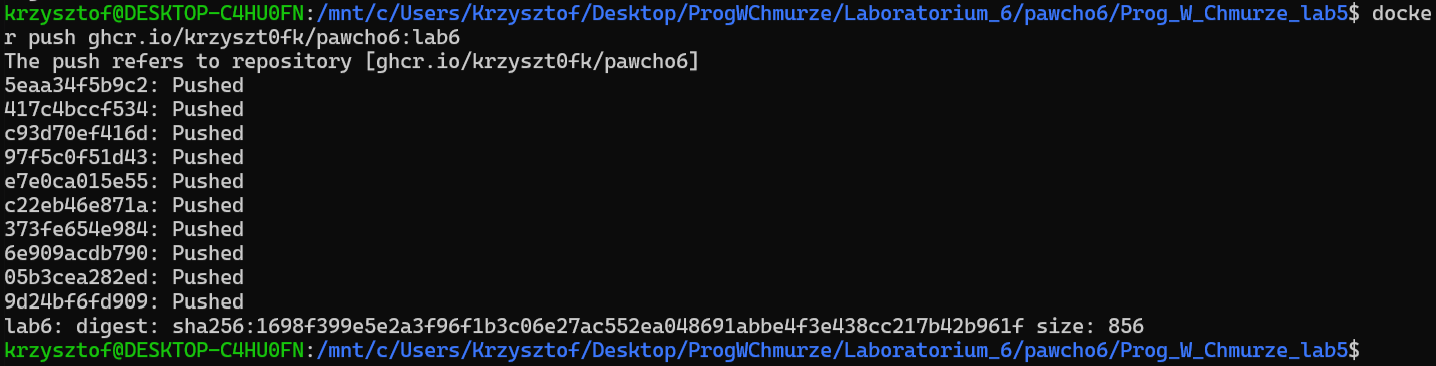 krzysztof@DESKTOP-C4HU0FN:/mnt/c/Users/Krzysztof/Desktop/ProgWChmurze/Laboratorium_6/pawcho6/Prog_W_Chmurze_lab5$ docke
r push ghcr.io/krzyszt0fk/pawcho6:lab6
The push refers to repository [ghcr.io/krzyszt0fk/pawcho6]
5eaa34f5b9c2: Pushed
417c4bccf534: Pushed
c93d70ef416d: Pushed
97f5c0f51d43: Pushed
e7e0ca015e55: Pushed
c22eb46e871a: Pushed
373fe654e984: Pushed
6e909acdb790: Pushed
05b3cea282ed: Pushed
9d24bf6fd909: Pushed
lab6: digest: sha256:1698f399e5e2a3f96f1b3c06e27ac552ea048691abbe4f3e438cc217b42b961f size: 856
krzysztof@DESKTOP-C4HU0FN:/mnt/c/Users/Krzysztof/Desktop/ProgWChmurze/Laboratorium_6/pawcho6/Prog_W_Chmurze_lab5$